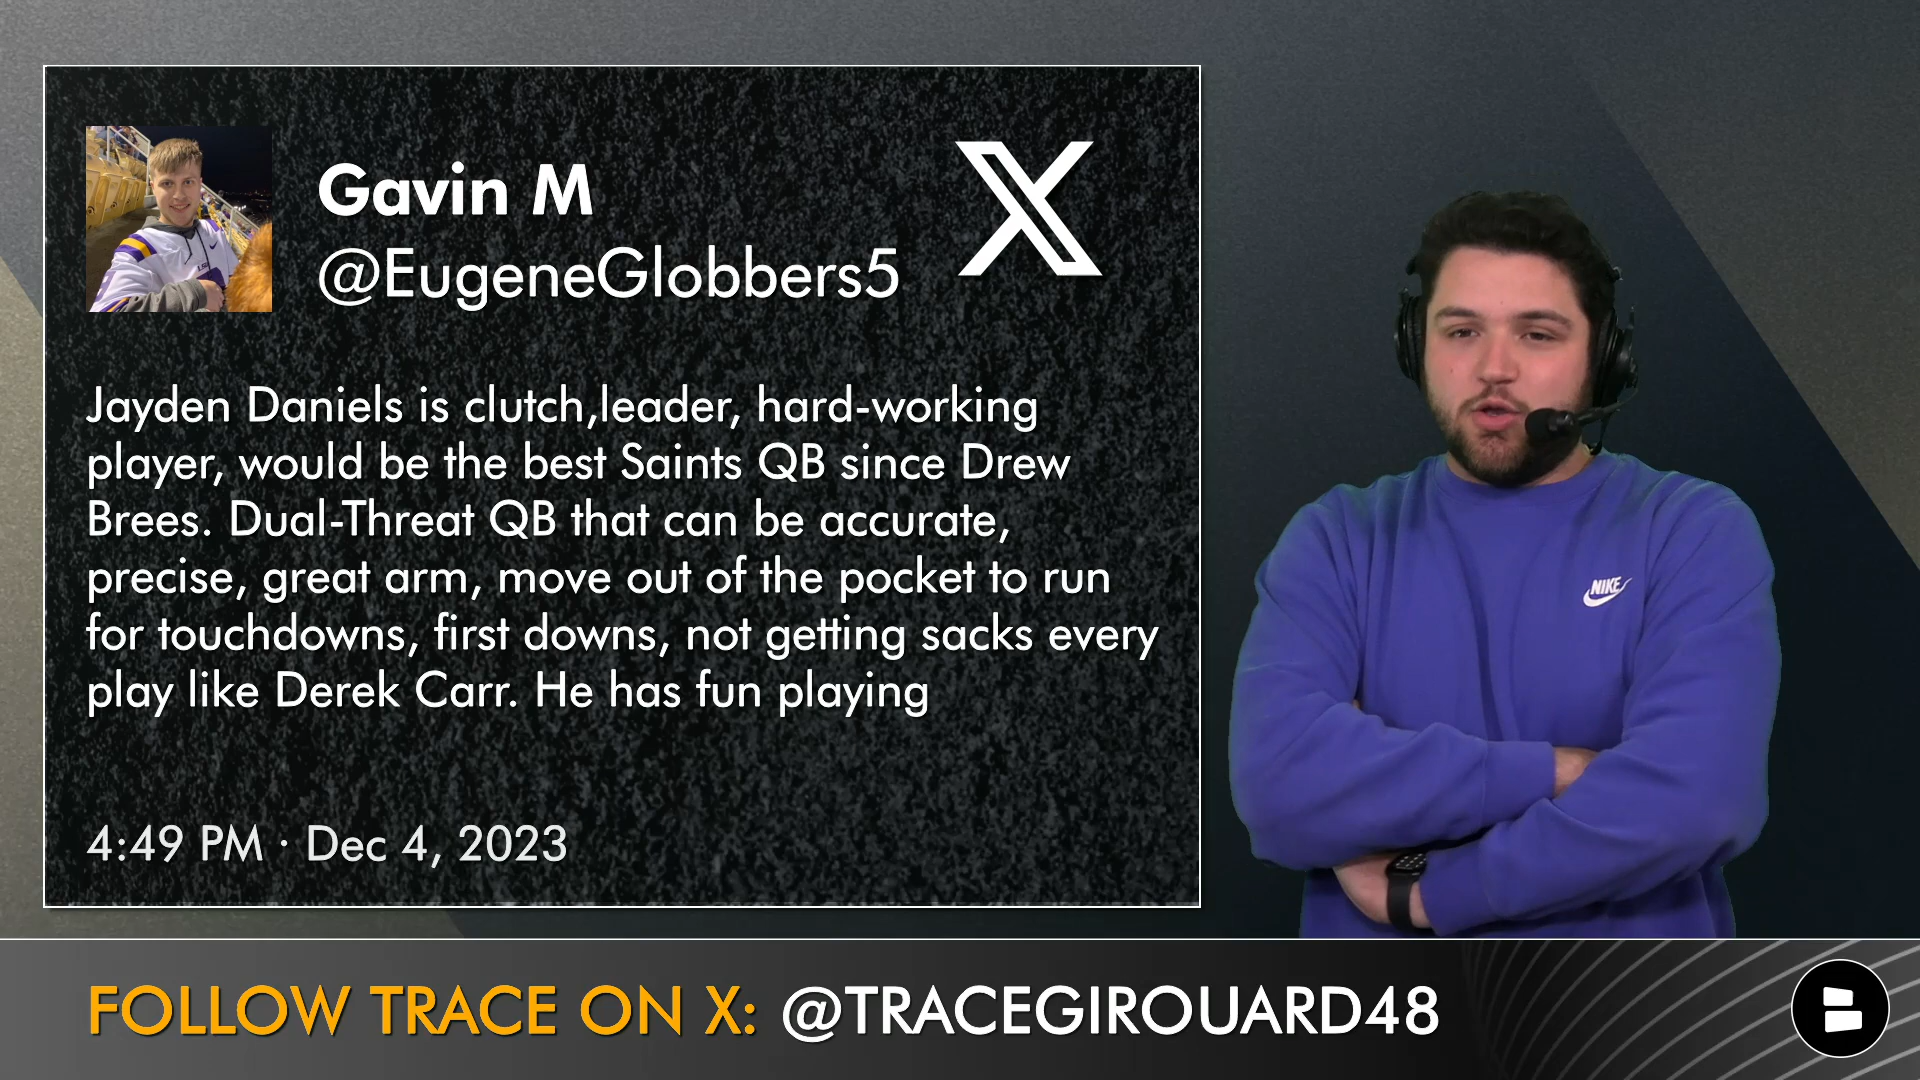 Gavin M
@EugeneGlobbers5
Jayden Daniels is clutch,leader, hard-working
player, would be the best Saints QB since Drew
Brees. Dual-Threat QB that can be accurate,
precise, great arm, move out of the pocket to run
for touchdowns, first downs, not getting sacks every
play like Derek Carr. He has fun playing
4:49 PM · Dec 4, 2023
NIKE
FOLLOW TRACE ON X: @TRACEGIROUARD48